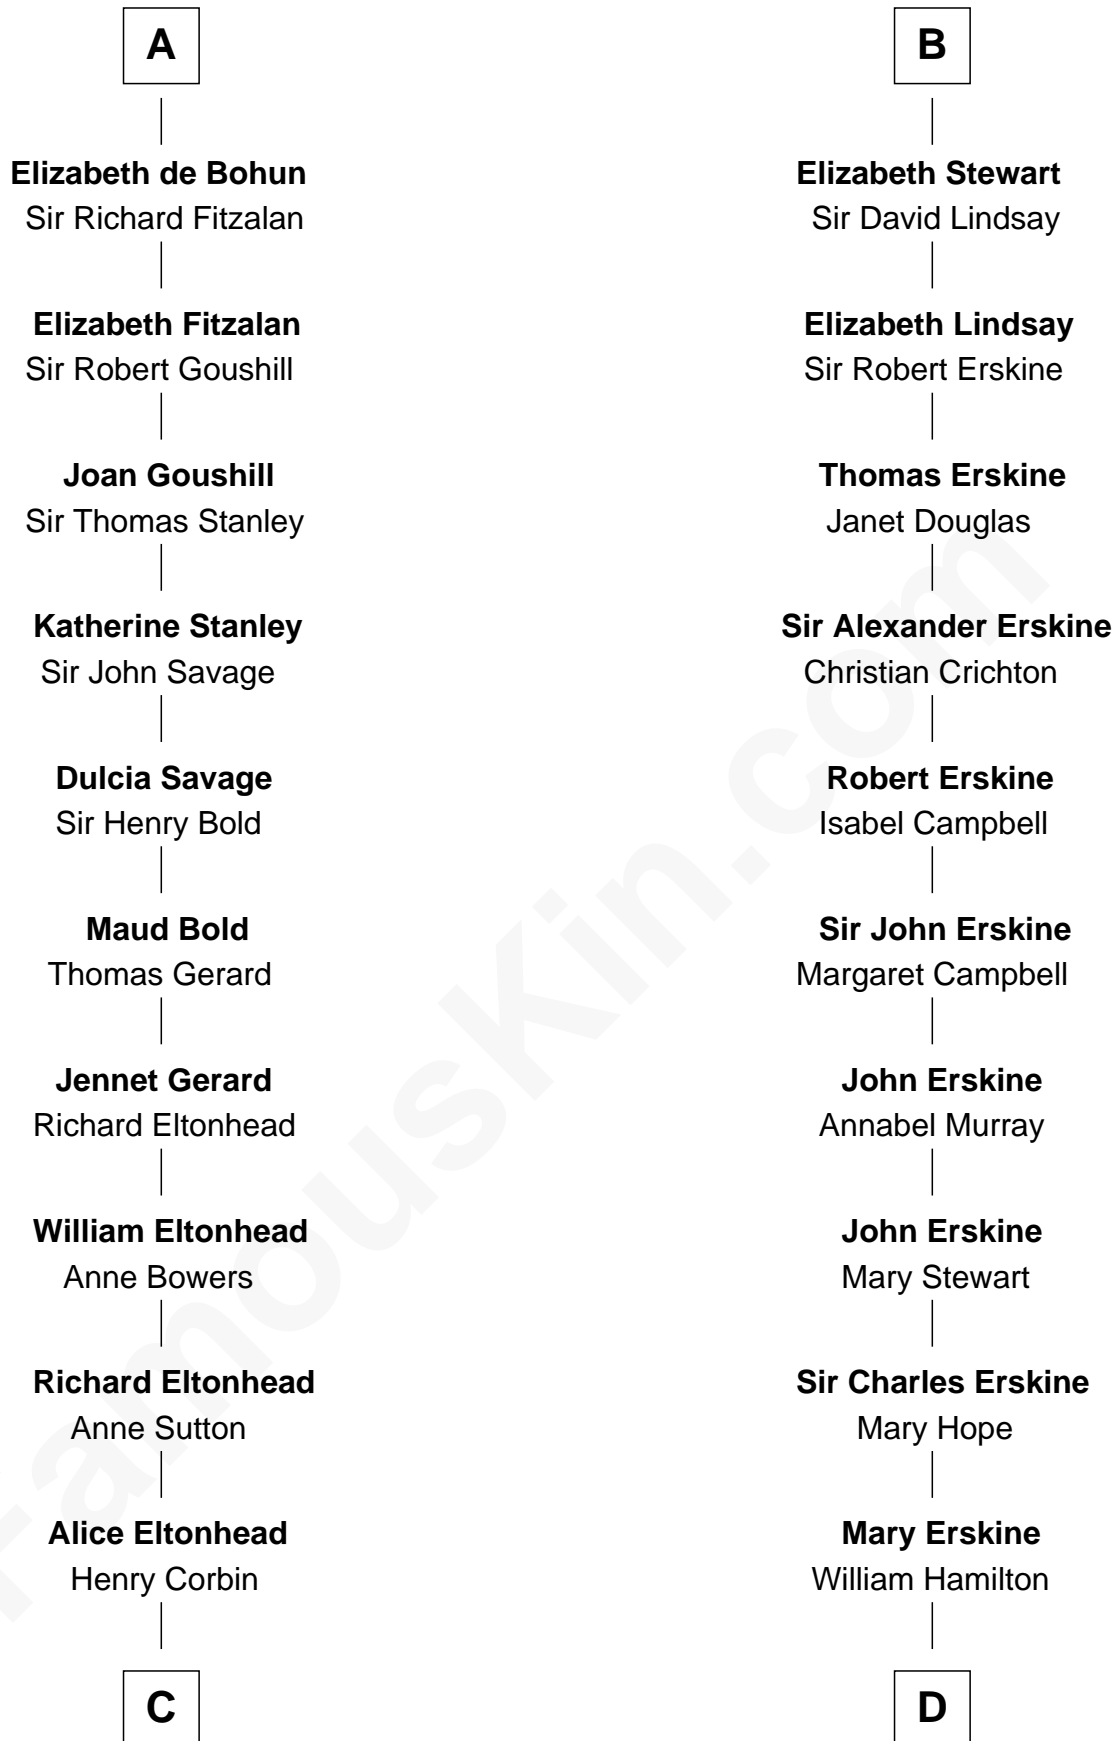 A
Elizabeth de Bohun
Sir Richard Fitzalan
Elizabeth Fitzalan
Sir Robert Goushill
Joan Goushill
Sir Thomas Stanley
Katherine Stanley
Sir John Savage
Dulcia Savage
Sir Henry Bold
Maud Bold
Thomas Gerard
Jennet Gerard
Richard Eltonhead
William Eltonhead
Anne Bowers
Richard Eltonhead
Anne Sutton
Alice Eltonhead
Henry Corbin
C
B
Elizabeth Stewart
Sir David Lindsay
Elizabeth Lindsay
Sir Robert Erskine
Thomas Erskine
Janet Douglas
Sir Alexander Erskine
Christian Crichton
Robert Erskine
Isabel Campbell
Sir John Erskine
Margaret Campbell
John Erskine
Annabel Murray
John Erskine
Mary Stewart
Sir Charles Erskine
Mary Hope
Mary Erskine
William Hamilton
D
FamousKin.com